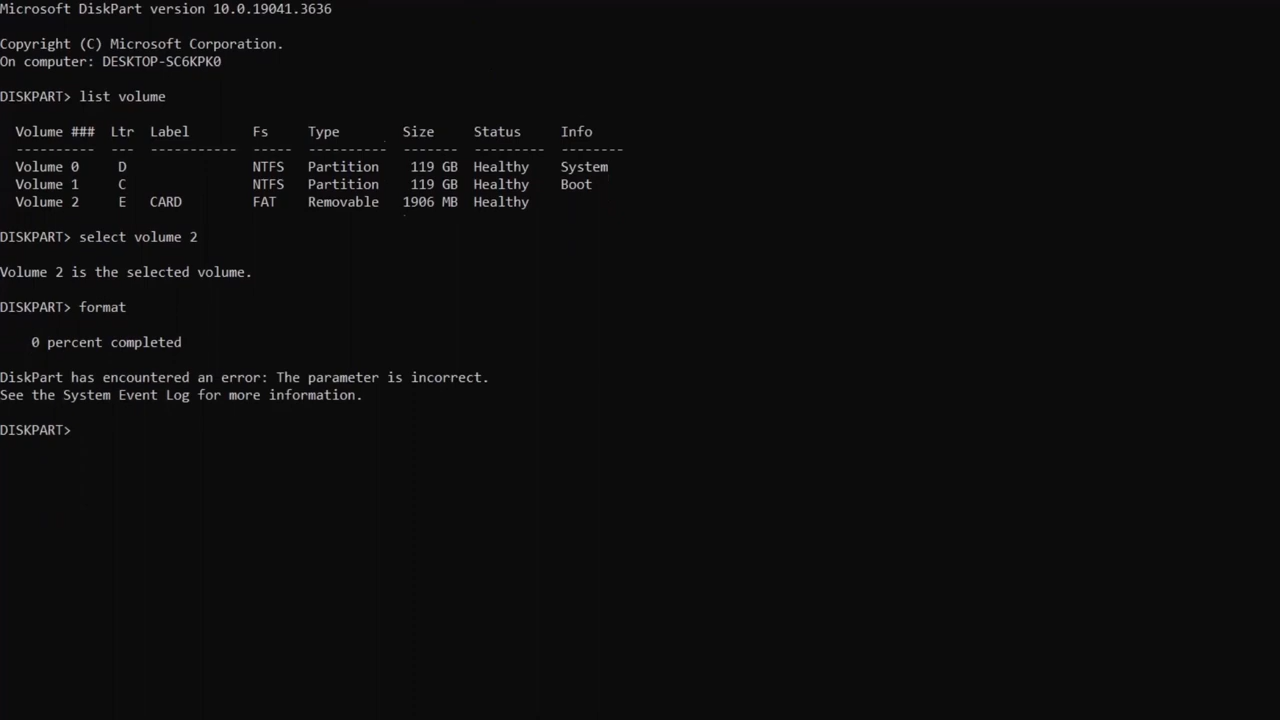 Microsoft DiskPart version 10.0.19041.3636
Copyright (C) Microsoft Corporation.
On computer: DESKTOP-SC6KPK0
DISKPART> list volume
Volume ###  Ltr  Label        Fs     Type        Size     Status     Info
----------  ---  -----------  -----  ----------  -------  ---------  --------
Volume 0     D                NTFS   Partition    119 GB  Healthy    System
Volume 1     C                NTFS   Partition    119 GB  Healthy    Boot
Volume 2     E   CARD         FAT    Removable   1906 MB  Healthy
DISKPART> select volume 2
Volume 2 is the selected volume.
DISKPART> format
0 percent completed
DiskPart has encountered an error: The parameter is incorrect.
See the System Event Log for more information.
DISKPART>